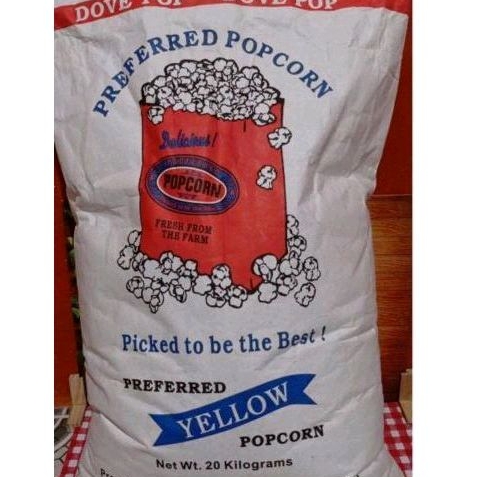 DOVE POP DOVE POP
PREFERRED POPCORN
Delicious!
POPCORN
FRESH FROM
THE FARM
Picked to be the Best!
PREFERRED
YELLOW
POPCORN
Net Wt. 20 Kilograms